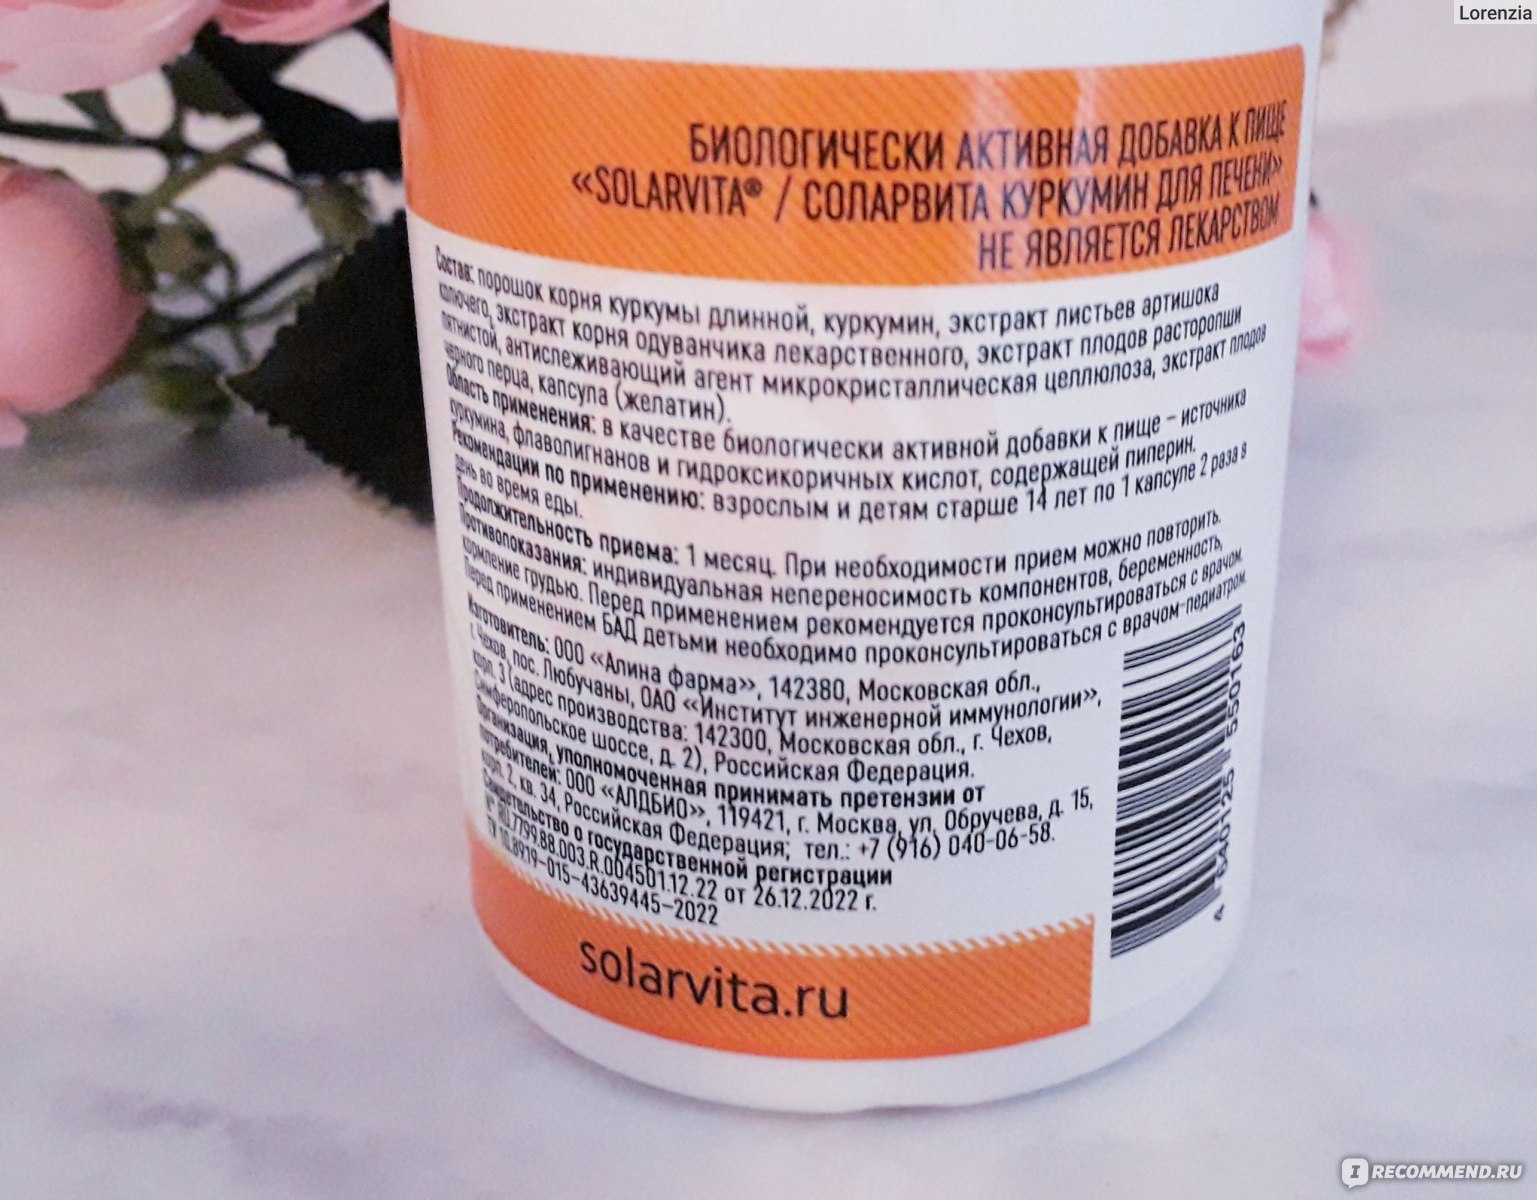 Lorenzia
БИОЛОГИЧЕСКИ АКТИВНАЯ ДОБАВКА К ПИЩЕ
«SOLARVITA® / СОЛАРВИТА КУРКУМИН ДЛЯ ПЕЧЕНИ»
НЕ ЯВЛЯЕТСЯ ЛЕКАРСТВОМ
Состав: порошок корня куркумы длинной, куркумин, экстракт листьев артишока
колючего, экстракт корня одуванчика лекарственного, экстракт плодов расторопши
пятнистой, антислеживающий агент микрокристаллическая целлюлоза, экстракт плодов
черного перца, капсула (желатин).
Область применения: в качестве биологически активной добавки к пище – источника
куркумина, флаволигнанов и гидроксикоричных кислот, содержащей пиперин.
Рекомендации по применению: взрослым и детям старше 14 лет по 1 капсуле 2 раза в
день во время еды.
Продолжительность приема: 1 месяц. При необходимости прием можно повторить.
Противопоказания: индивидуальная непереносимость компонентов, беременность,
кормление грудью. Перед применением рекомендуется проконсультироваться с врачом.
Перед применением БАД детьми необходимо проконсультироваться с врачом-педиатром.
Изготовитель: ООО «Алина фарма», 142380, Московская обл.,
г. Чехов, пос. Любучаны, ОАО «Институт инженерной иммунологии»,
корп. 3 (адрес производства: 142300, Московская обл., г. Чехов,
Симферопольское шоссе, д. 2), Российская Федерация.
Организация, уполномоченная принимать претензии от
потребителей: ООО «АЛДБИО», 119421, г. Москва, ул. Обручева, д. 15,
корп. 2, кв. 34, Российская Федерация; тел.: +7 (916) 040-06-58.
Свидетельство о государственной регистрации
N° RU.77.99.88.003.R.004501.12.22 от 26.12.2022 г.
ТУ 10.8919-015-43639445-2022
4 640125 550163
solarvita.ru
I RECOMMEND.RU